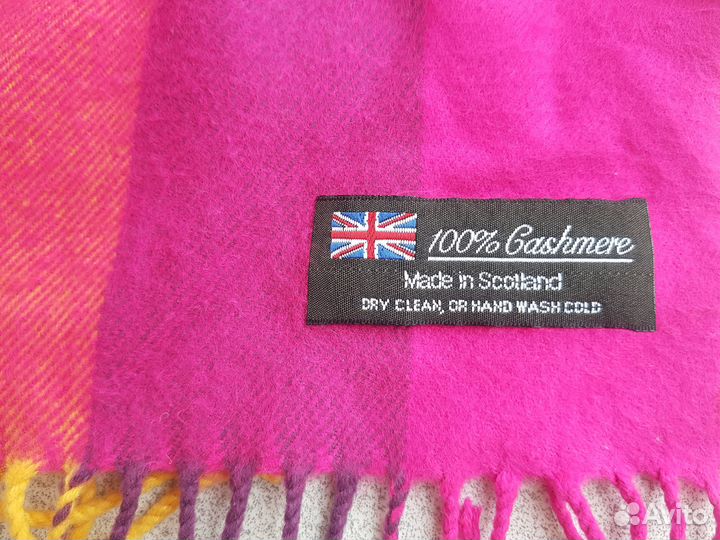 100% Cashmere
Made in Scotland
DRY CLEAN, OR HAND WASH COLD
Avito